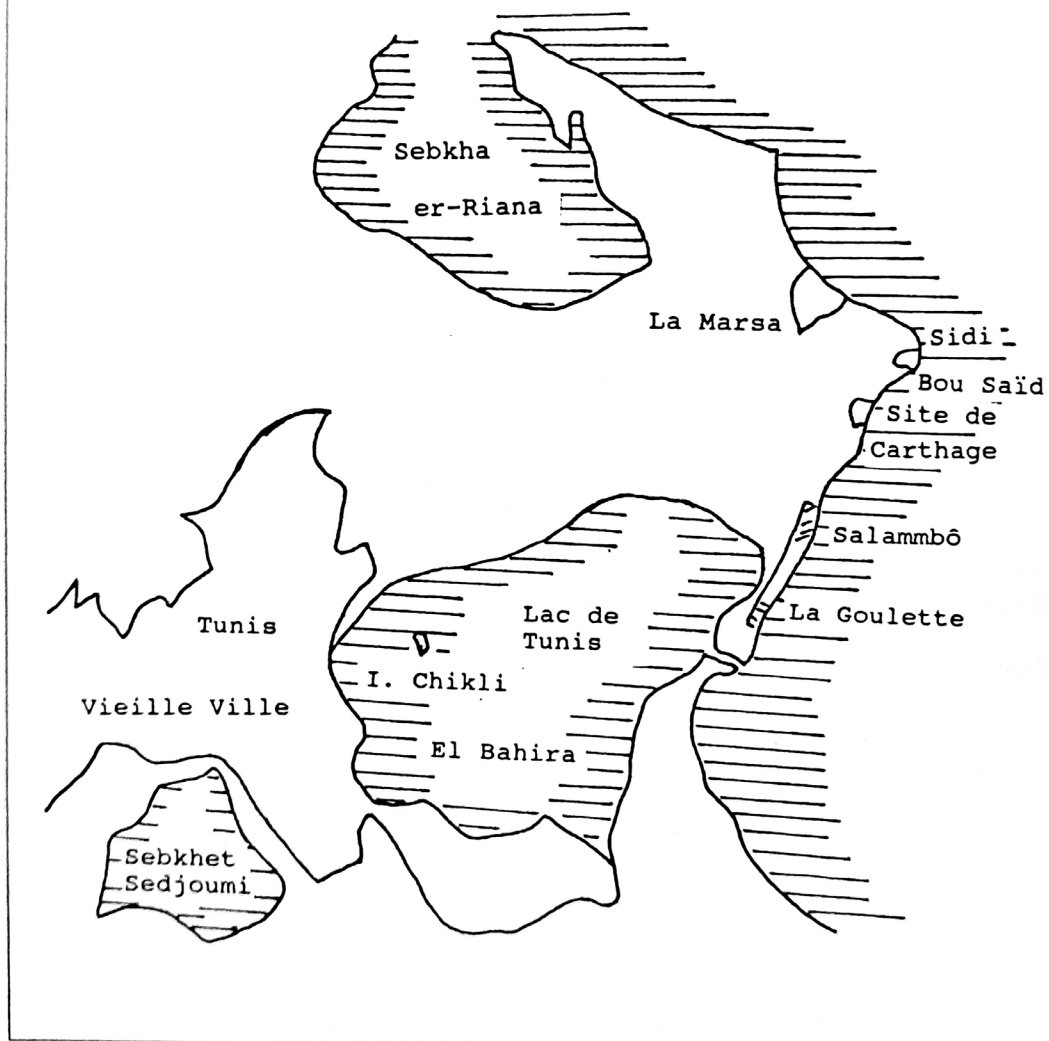 Sebkha
er-Riana
La Marsa
Sidi
Bou Saïd
Site de
Carthage
Salammbô
La Goulette
Lac de
Tunis
Tunis
I. Chikli
Vieille Ville
El Bahira
Sebkhet
Sedjoumi